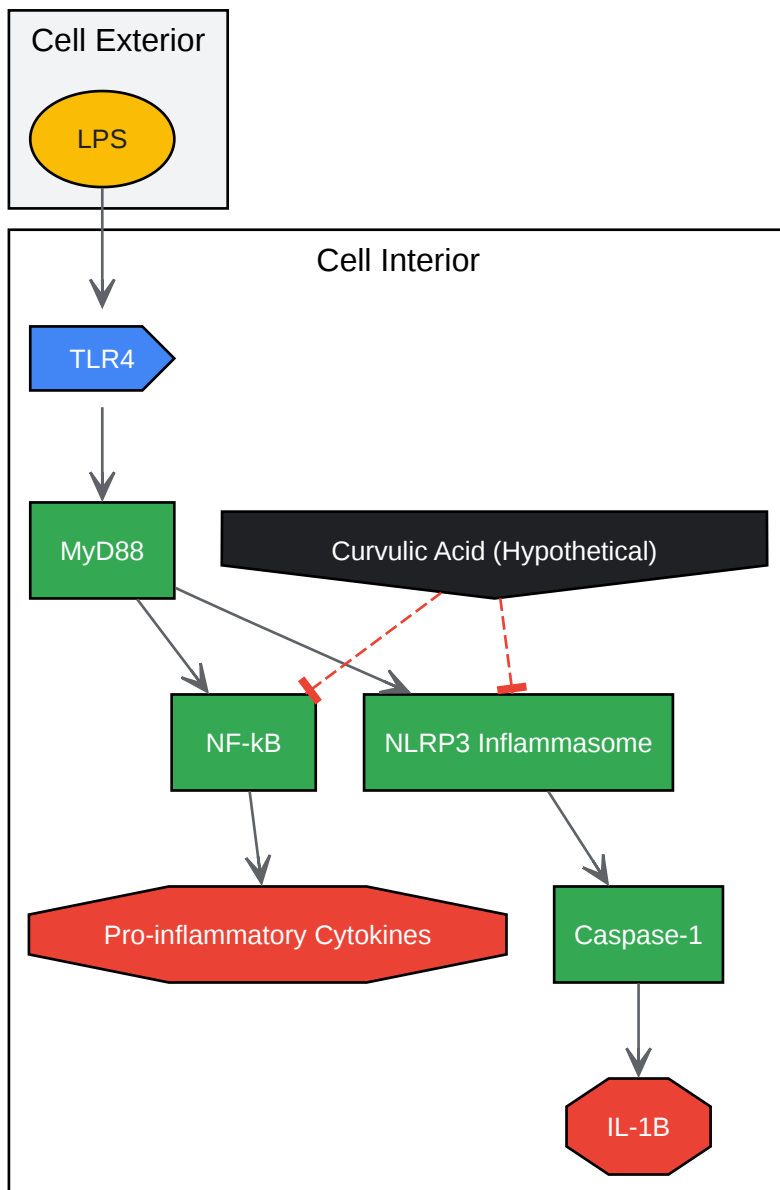 Cell Exterior
LPS
Cell Interior
TLR4
MyD88
Curvulic Acid (Hypothetical)
NF-kB
NLRP3 Inflammasome
Pro-inflammatory Cytokines
Caspase-1
IL-1B